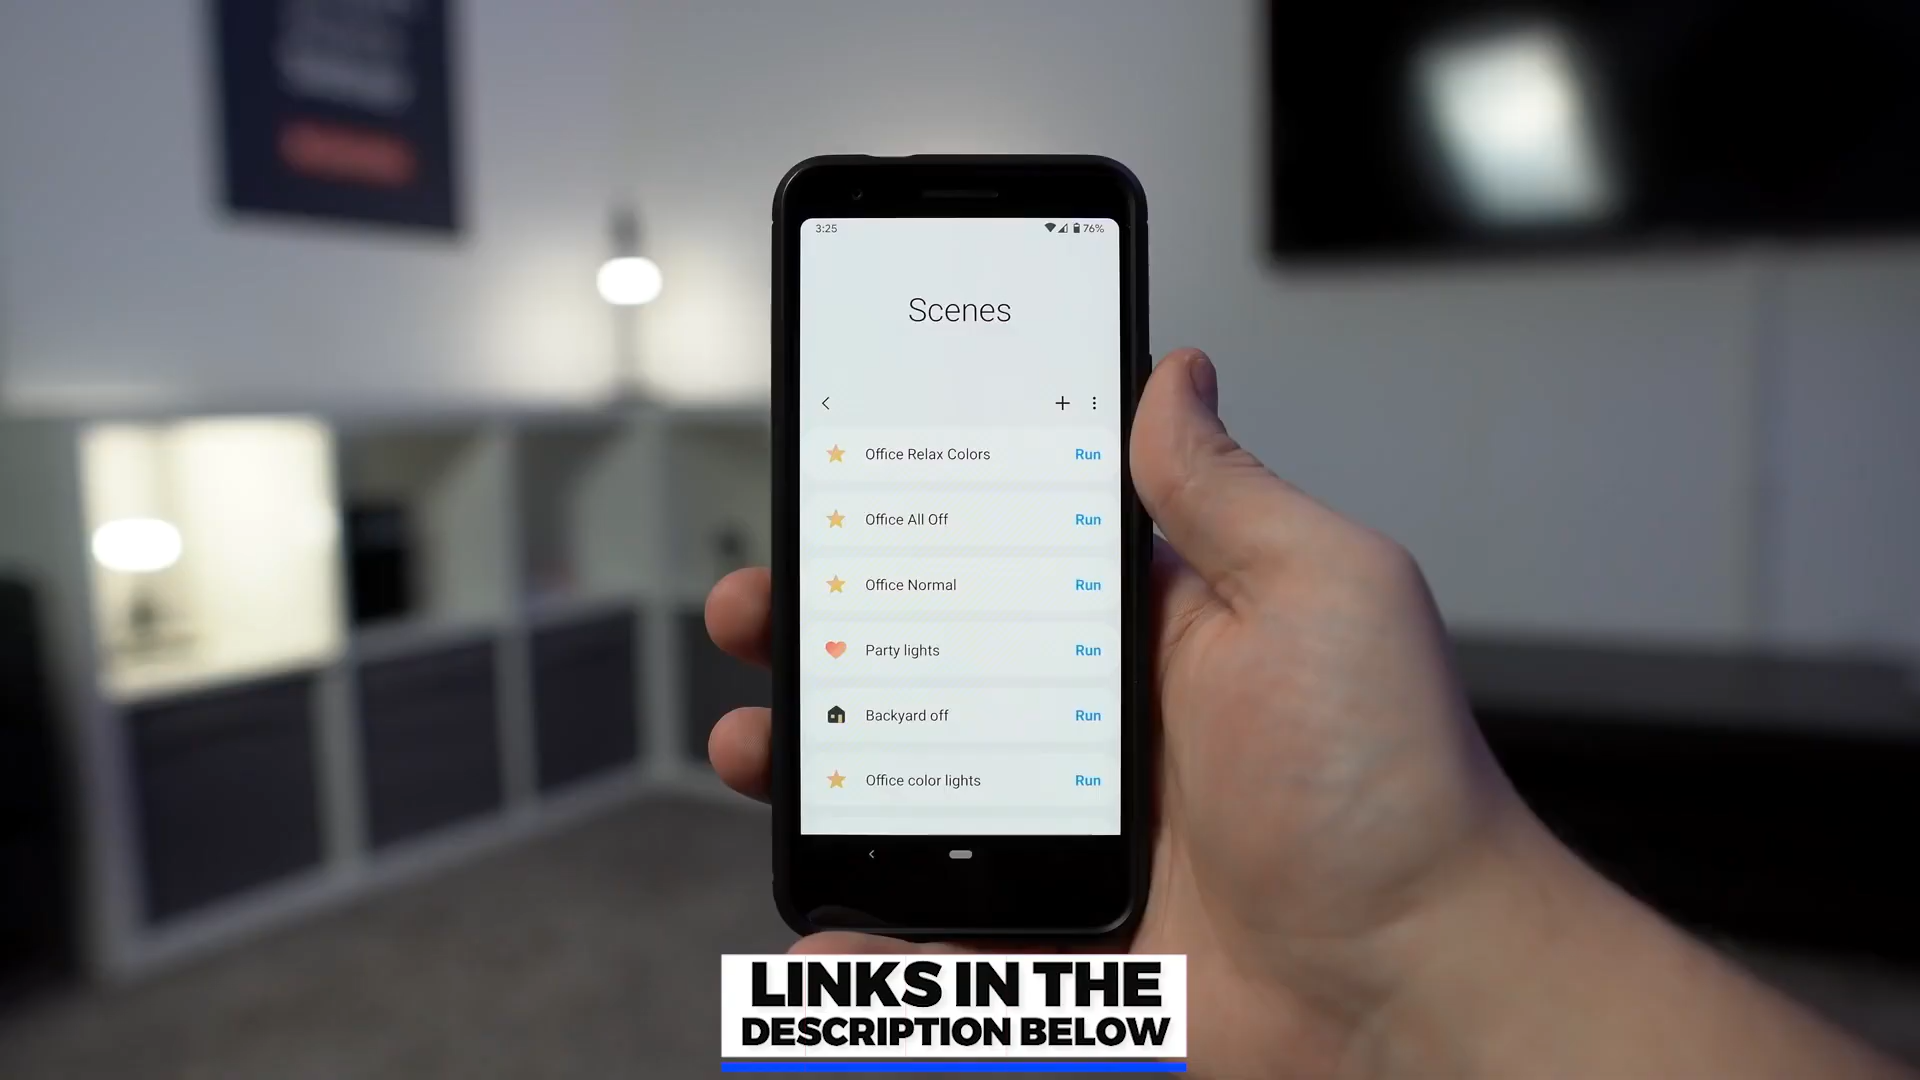 3:25 76%
Scenes
Office Relax Colors Run
Office All Off Run
Office Normal Run
Party lights Run
Backyard off Run
Office color lights Run
LINKS IN THE
DESCRIPTION BELOW